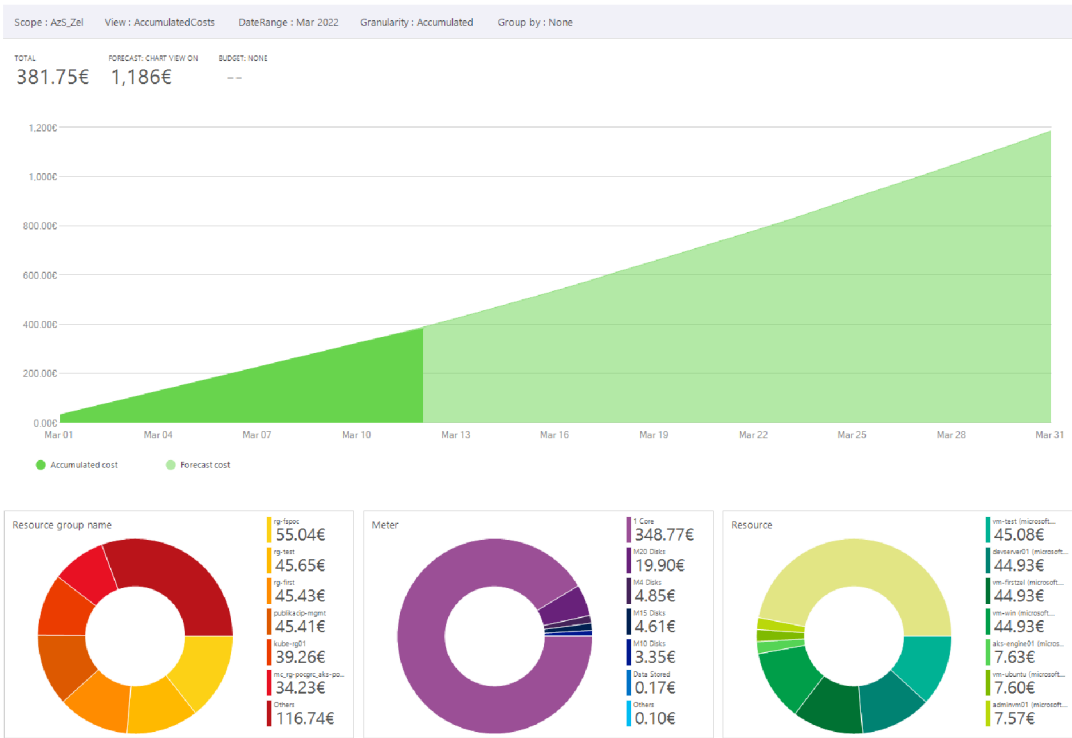 Scope : AzS_Zel View : AccumulatedCosts DateRange : Mar 2022 Granularity : Accumulated Group by : None
TOTAL FORECAST: CHART VIEW ON BUDGET: NONE
381.75€ 1,186€ --
1,200€
1,000€
800.00€
600.00€
400.00€
200.00€
0.00€
Mar 01 Mar 04 Mar 07 Mar 10 Mar 13 Mar 16 Mar 19 Mar 22 Mar 25 Mar 28 Mar 31
Accumulated cost Forecast cost
Resource group name
rg-fspoc
55.04€
rg-test
45.65€
rg-first
45.43€
publikacip-mgmt
45.41€
kube-rg01
39.26€
mc_rg-pocgrc_aks-po...
34.23€
Others
116.74€
Meter
1 Core
348.77€
M20 Disks
19.90€
M4 Disks
4.85€
M15 Disks
4.61€
M10 Disks
3.35€
Data Stored
0.17€
Others
0.10€
Resource
vm-test (microsoft....
45.08€
devserver01 (microsoft...
44.93€
vm-firstzel (microsoft...
44.93€
vm-win (microsoft....
44.93€
aks-engine01 (micros...
7.63€
vm-ubuntu (microsoft....
7.60€
adminvm01 (microsoft...
7.57€